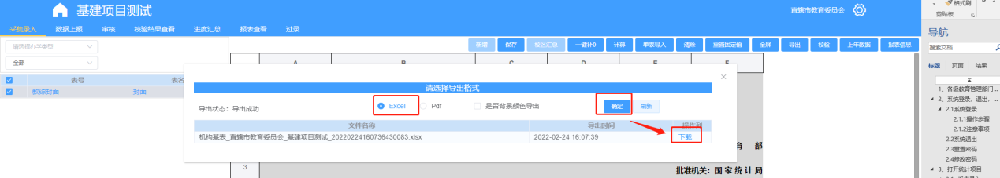 基建项目测试
直辖市教育委员会
格式刷
剪贴板
采集录入 数据上报 审核 校验结果查看 进度汇总 报表查看 过录
导航
请选择办学类型
新增 保存 校区汇总 一键补0 计算 单表导入 清除 重置固定值 全屏 导出 校验 上年数据 报表信息
搜索文档
全部
标题 页面 结果
A B C D E F
表号 表名
教综封面 封面
请选择导出格式
导出状态: 导出成功
Excel Pdf 是否背景颜色导出 确定 刷新
文件名称 导出时间 操作列
机构基表_直辖市教育委员会_基建项目测试_20220224160736430083.xlsx 2022-02-24 16:07:39 下载
育 部
3
批准机关: 国 家 统 计 局
1、各级教育管理部门...
2、系统登录、退出，...
2.1系统登录
2.1.1操作步骤
2.1.2注意事项
2.2系统退出
2.3重置密码
2.4修改密码
3、打开统计项目